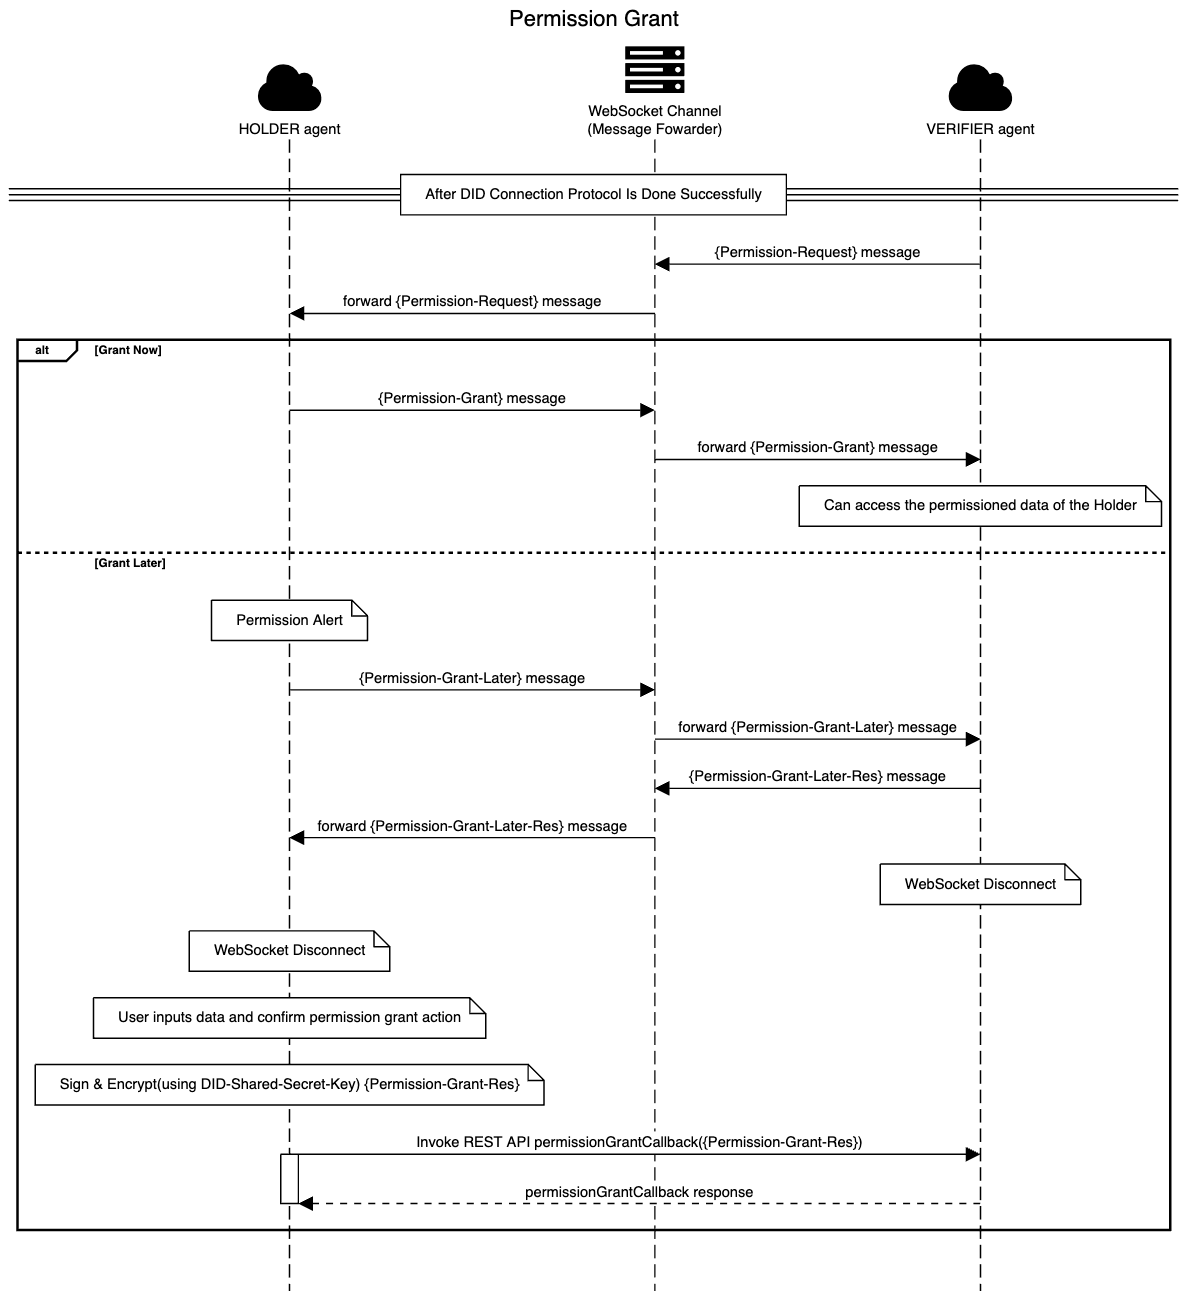 Permission Grant
HOLDER agent
WebSocket Channel
(Message Fowarder)
VERIFIER agent
After DID Connection Protocol Is Done Successfully
{Permission-Request} message
forward {Permission-Request} message
alt
[Grant Now]
{Permission-Grant} message
forward {Permission-Grant} message
Can access the permissioned data of the Holder
[Grant Later]
Permission Alert
{Permission-Grant-Later} message
forward {Permission-Grant-Later} message
{Permission-Grant-Later-Res} message
forward {Permission-Grant-Later-Res} message
WebSocket Disconnect
WebSocket Disconnect
User inputs data and confirm permission grant action
Sign & Encrypt(using DID-Shared-Secret-Key) {Permission-Grant-Res}
Invoke REST API permissionGrantCallback({Permission-Grant-Res})
permissionGrantCallback response